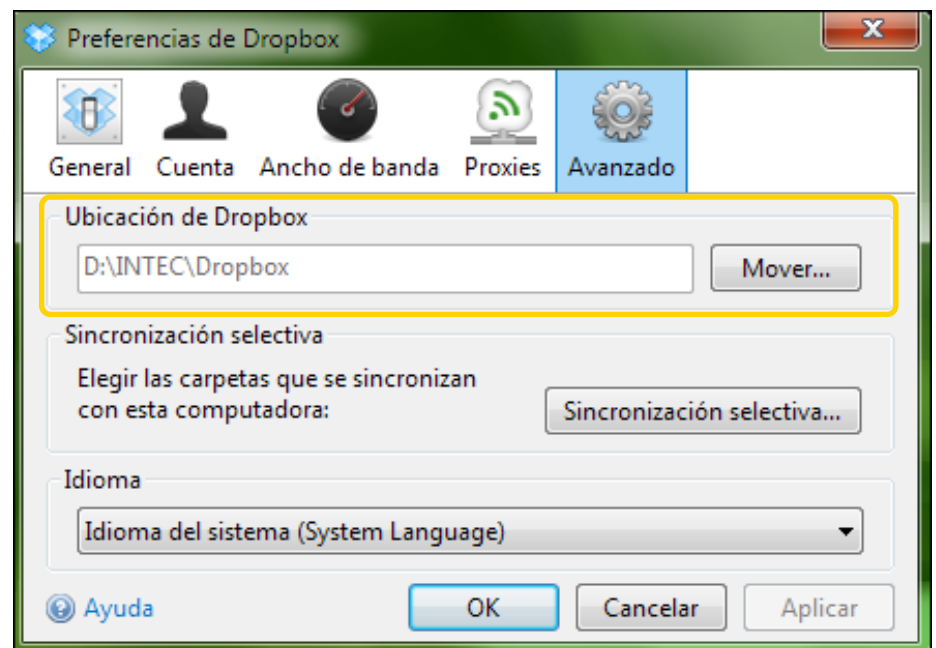 Preferencias de Dropbox
General Cuenta Ancho de banda Proxies Avanzado
Ubicación de Dropbox
D:\INTEC\Dropbox Mover...
Sincronización selectiva
Elegir las carpetas que se sincronizan
con esta computadora: Sincronización selectiva...
Idioma
Idioma del sistema (System Language)
Ayuda OK Cancelar Aplicar